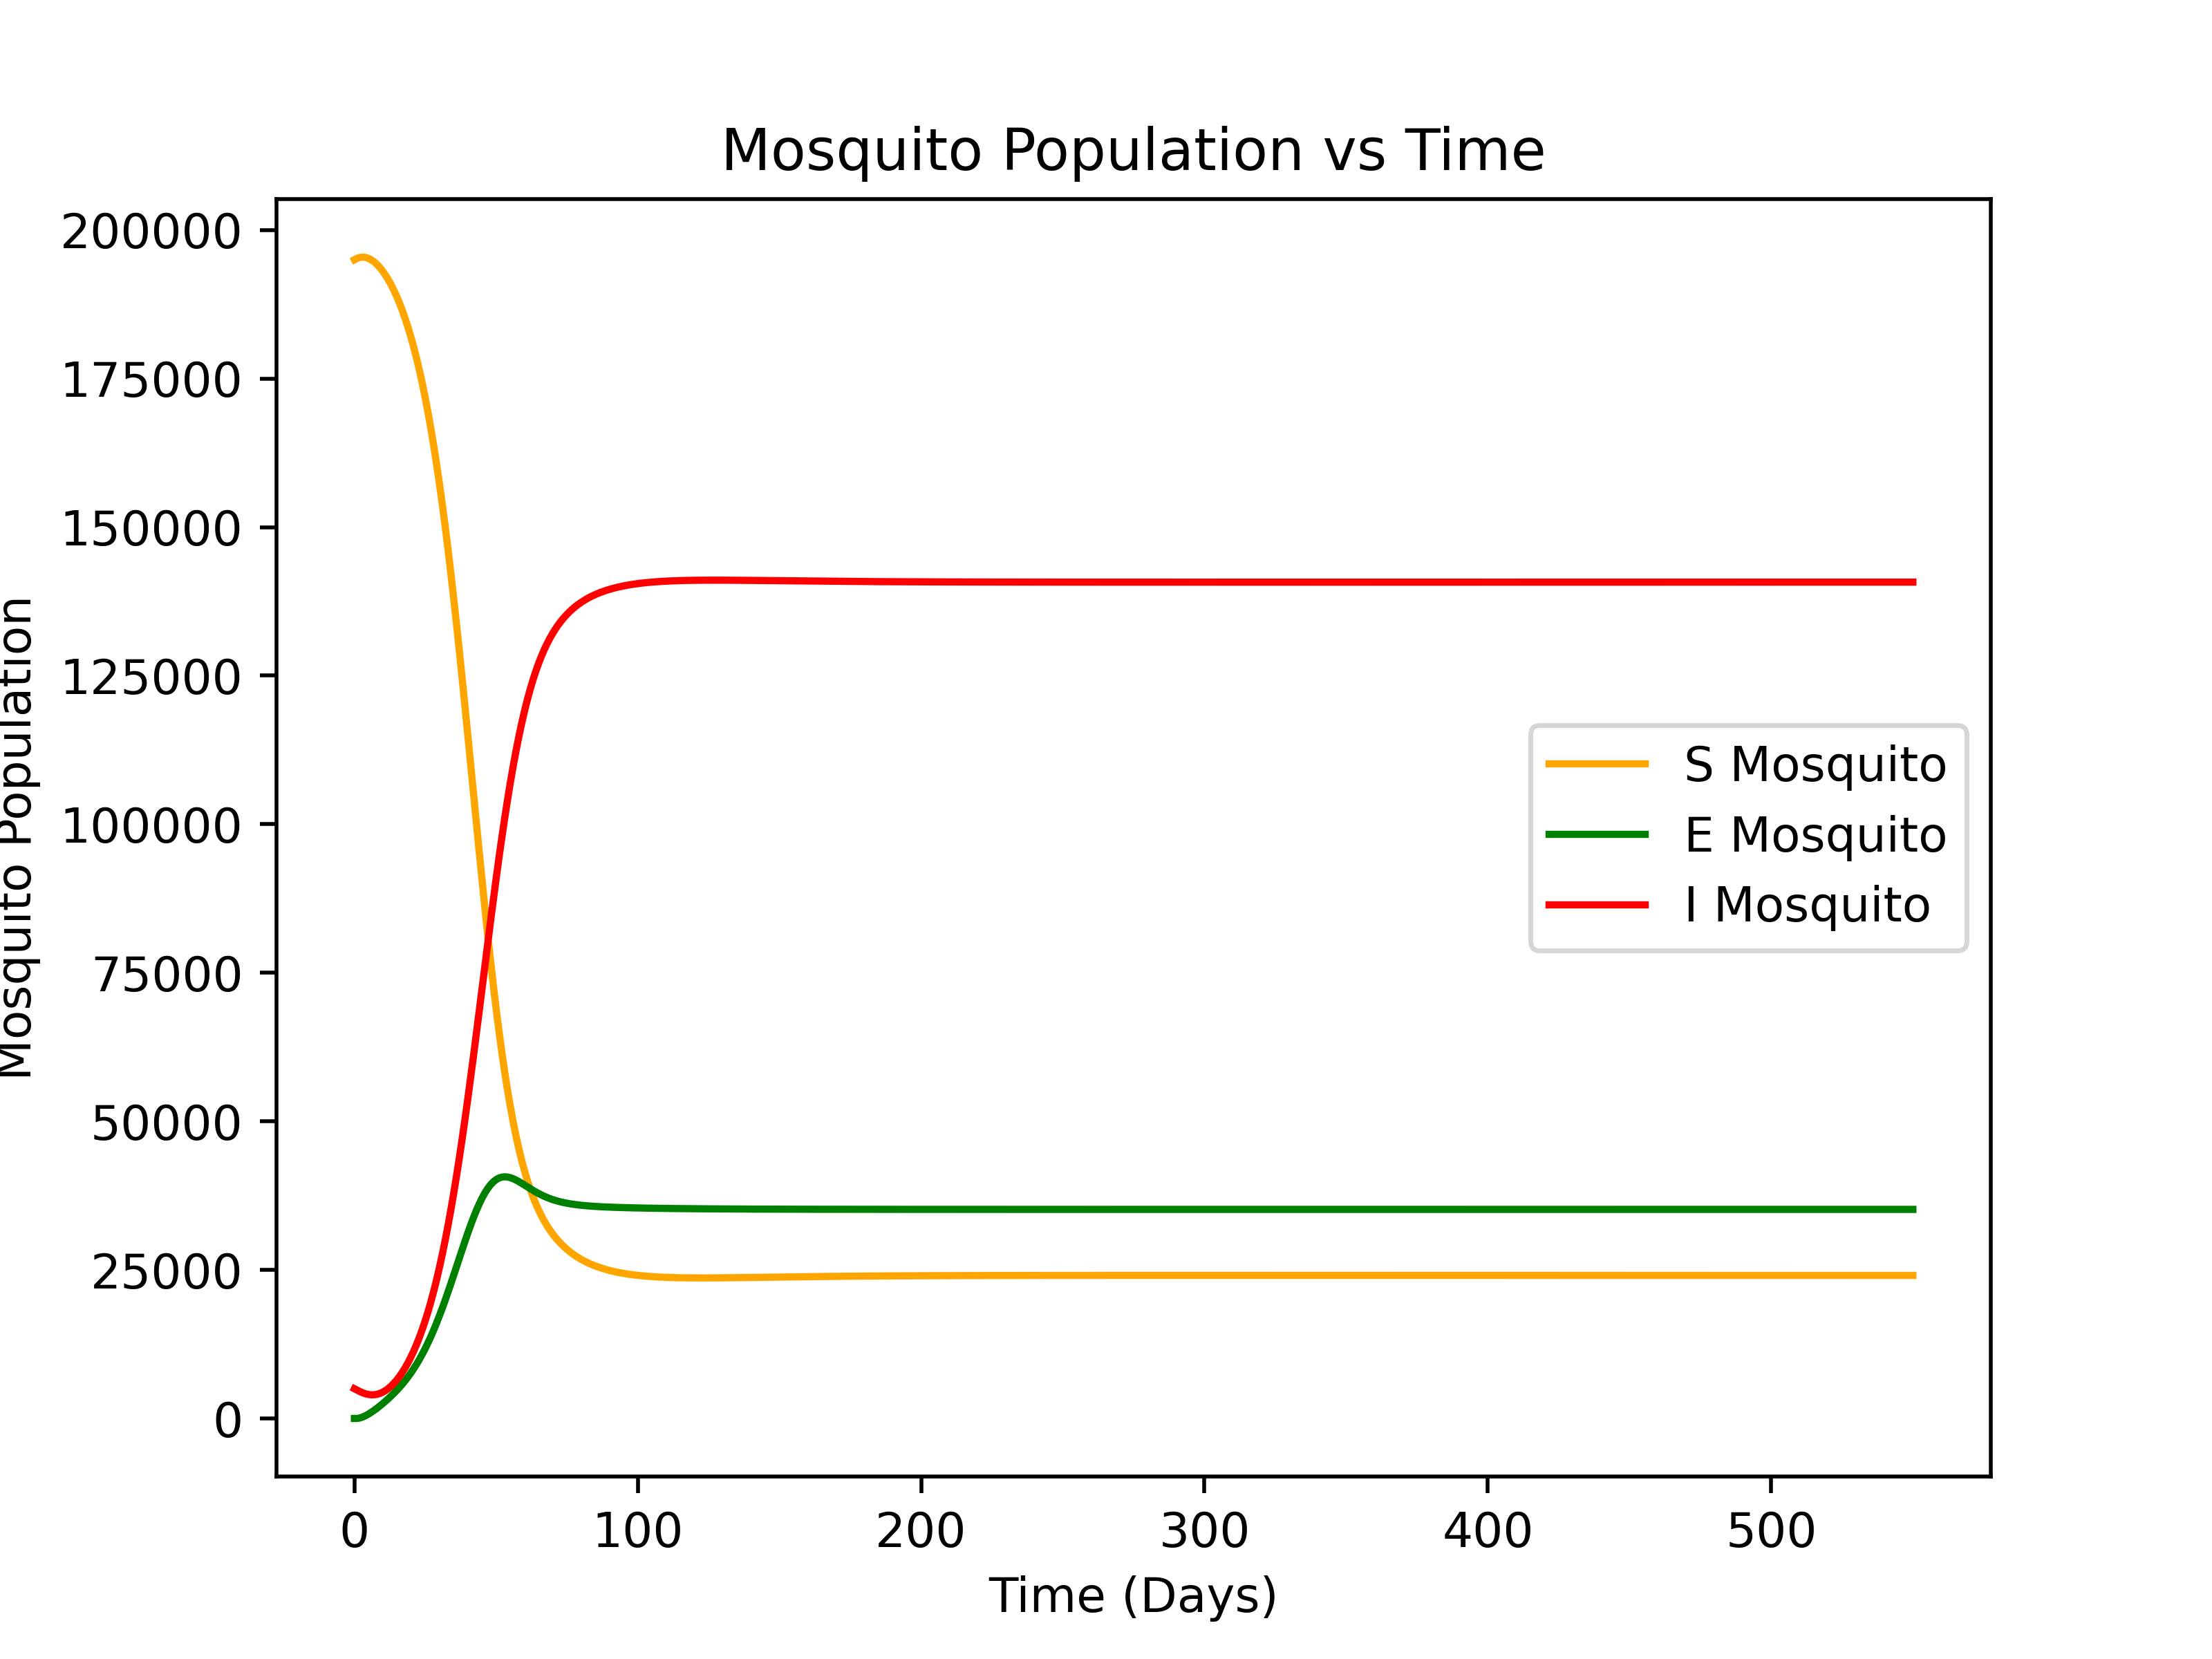 Mosquito Population vs Time
Mosquito Population
200000
175000
150000
125000
100000
75000
50000
25000
0
S Mosquito
E Mosquito
I Mosquito
0 100 200 300 400 500
Time (Days)